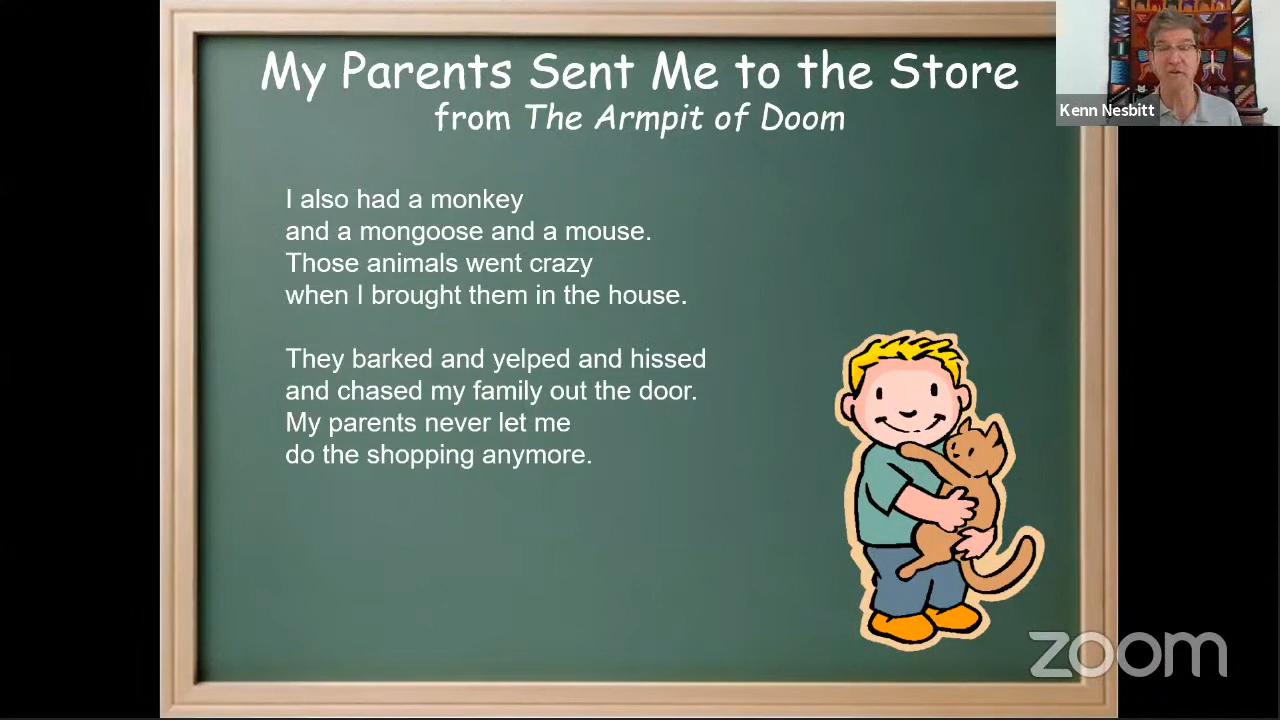 My Parents Sent Me to the Store
from The Armpit of Doom
Kenn Nesbitt
I also had a monkey
and a mongoose and a mouse.
Those animals went crazy
when I brought them in the house.
They barked and yelped and hissed
and chased my family out the door.
My parents never let me
do the shopping anymore.
zoom